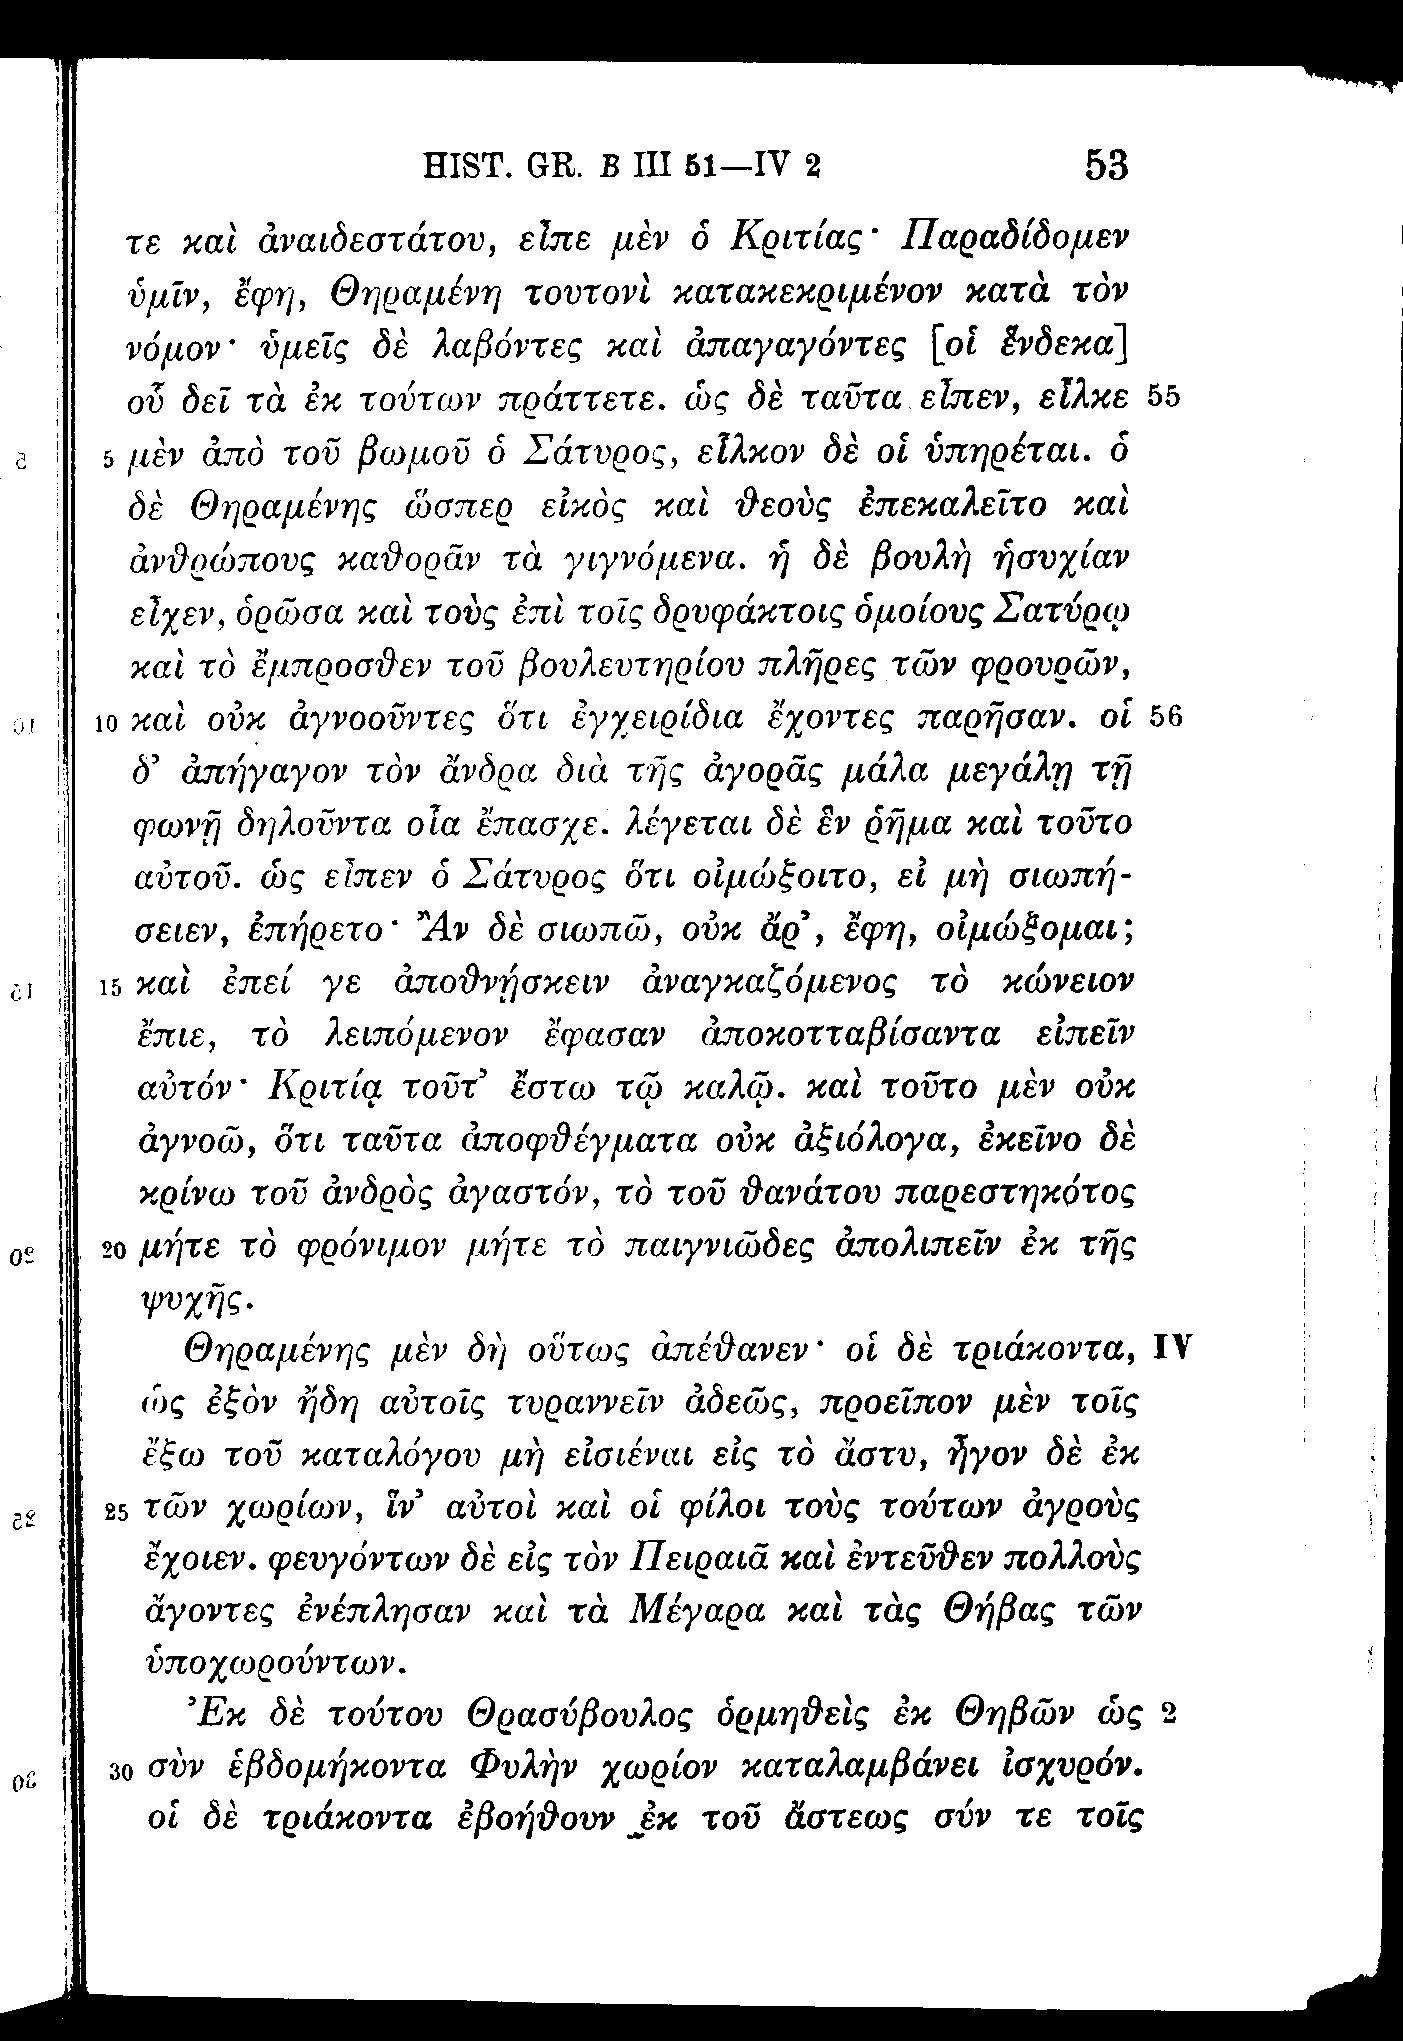 HIST. GR. B III 51—IV 2 53
τε καὶ ἀναιδεστάτου, εἶπε μὲν ὁ Κριτίας· Παραδίδομεν
ὑμῖν, ἔφη, Θηραμένη τουτονὶ κατακεκριμένον κατὰ τὸν
νόμον· ὑμεῖς δὲ λαβόντες καὶ ἀπαγαγόντες [οἱ ἕνδεκα]
οὗ δεῖ τὰ ἐκ τούτων πράττετε. ὡς δὲ ταῦτα εἶπεν, εἷλκε 55
5 μὲν ἀπὸ τοῦ βωμοῦ ὁ Σάτυρος, εἷλκον δὲ οἱ ὑπηρέται. ὁ
δὲ Θηραμένης ὥσπερ εἰκὸς καὶ θεοὺς ἐπεκαλεῖτο καὶ
ἀνθρώπους καθορᾶν τὰ γιγνόμενα. ἡ δὲ βουλὴ ἡσυχίαν
εἶχεν, ὁρῶσα καὶ τοὺς ἐπὶ τοῖς δρυφάκτοις ὁμοίους Σατύρῳ
καὶ τὸ ἔμπροσθεν τοῦ βουλευτηρίου πλῆρες τῶν φρουρῶν,
10 καὶ οὐκ ἀγνοοῦντες ὅτι ἐγχειρίδια ἔχοντες παρῆσαν. οἱ 56
δ’ ἀπήγαγον τὸν ἄνδρα διὰ τῆς ἀγορᾶς μάλα μεγάλῃ τῇ
φωνῇ δηλοῦντα οἷα ἔπασχε. λέγεται δὲ ἓν ῥῆμα καὶ τοῦτο
αὐτοῦ. ὡς εἶπεν ὁ Σάτυρος ὅτι οἰμώξοιτο, εἰ μὴ σιωπή-
σειεν, ἐπήρετο· Ἂν δὲ σιωπῶ, οὐκ ἄρ’, ἔφη, οἰμώξομαι;
15 καὶ ἐπεί γε ἀποθνῄσκειν ἀναγκαζόμενος τὸ κώνειον
ἔπιε, τὸ λειπόμενον ἔφασαν ἀποκοτταβίσαντα εἰπεῖν
αὐτόν· Κριτίᾳ τοῦτ’ ἔστω τῷ καλῷ. καὶ τοῦτο μὲν οὐκ
ἀγνοῶ, ὅτι ταῦτα ἀποφθέγματα οὐκ ἀξιόλογα, ἐκεῖνο δὲ
κρίνω τοῦ ἀνδρὸς ἀγαστόν, τὸ τοῦ θανάτου παρεστηκότος
20 μήτε τὸ φρόνιμον μήτε τὸ παιγνιῶδες ἀπολιπεῖν ἐκ τῆς
ψυχῆς.
Θηραμένης μὲν δὴ οὕτως ἀπέθανεν· οἱ δὲ τριάκοντα, IV
ὡς ἐξὸν ἤδη αὐτοῖς τυραννεῖν ἀδεῶς, προεῖπον μὲν τοῖς
ἔξω τοῦ καταλόγου μὴ εἰσιέναι εἰς τὸ ἄστυ, ἦγον δὲ ἐκ
25 τῶν χωρίων, ἵν’ αὐτοὶ καὶ οἱ φίλοι τοὺς τούτων ἀγροὺς
ἔχοιεν. φευγόντων δὲ εἰς τὸν Πειραιᾶ καὶ ἐντεῦθεν πολλοὺς
ἄγοντες ἐνέπλησαν καὶ τὰ Μέγαρα καὶ τὰς Θήβας τῶν
ὑποχωρούντων.
Ἐκ δὲ τούτου Θρασύβουλος ὁρμηθεὶς ἐκ Θηβῶν ὡς 2
30 σὺν ἑβδομήκοντα Φυλὴν χωρίον καταλαμβάνει ἰσχυρόν.
οἱ δὲ τριάκοντα ἐβοήθουν ἐκ τοῦ ἄστεως σύν τε τοῖς